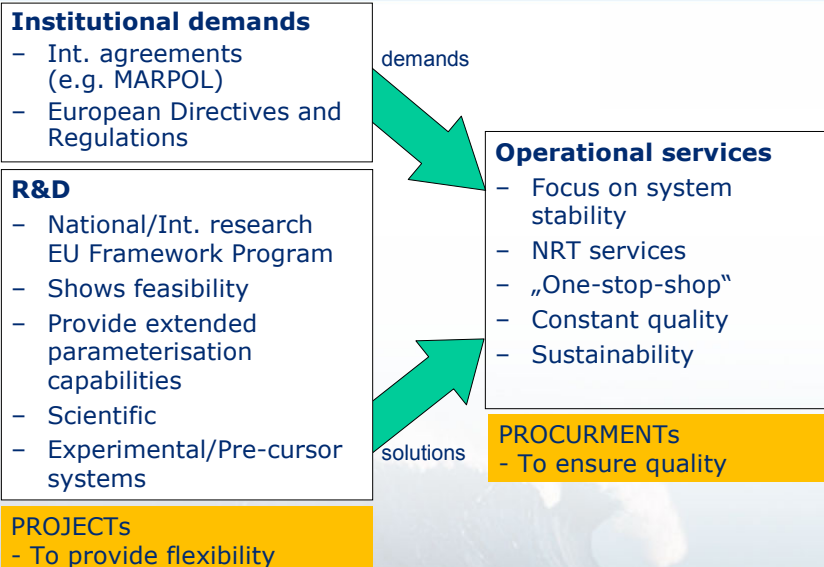 Institutional demands
– Int. agreements
(e.g. MARPOL)
– European Directives and
Regulations
demands
R&D
– National/Int. research
EU Framework Program
– Shows feasibility
– Provide extended
parameterisation
capabilities
– Scientific
– Experimental/Pre-cursor
systems
solutions
PROJECTs
- To provide flexibility
Operational services
– Focus on system
stability
– NRT services
– „One-stop-shop“
– Constant quality
– Sustainability
PROCURMENTs
- To ensure quality